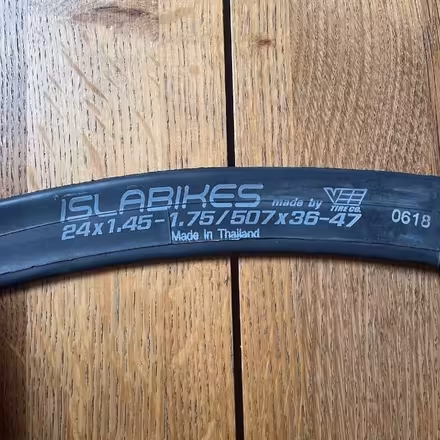 ISLABIKES made by VEE TIRE CO.
24x1.45-1.75/507x36-47
Made in Thailand
0618